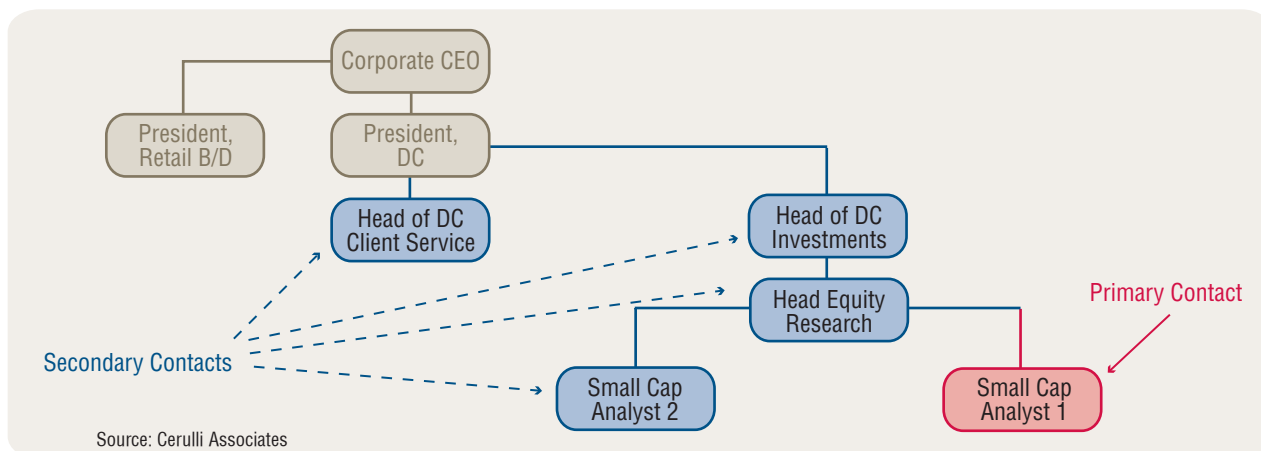 Corporate CEO
President,
Retail B/D
President,
DC
Head of DC
Client Service
Head of DC
Investments
Head Equity
Research
Primary Contact
Secondary Contacts
Small Cap
Analyst 2
Small Cap
Analyst 1
Source: Cerulli Associates